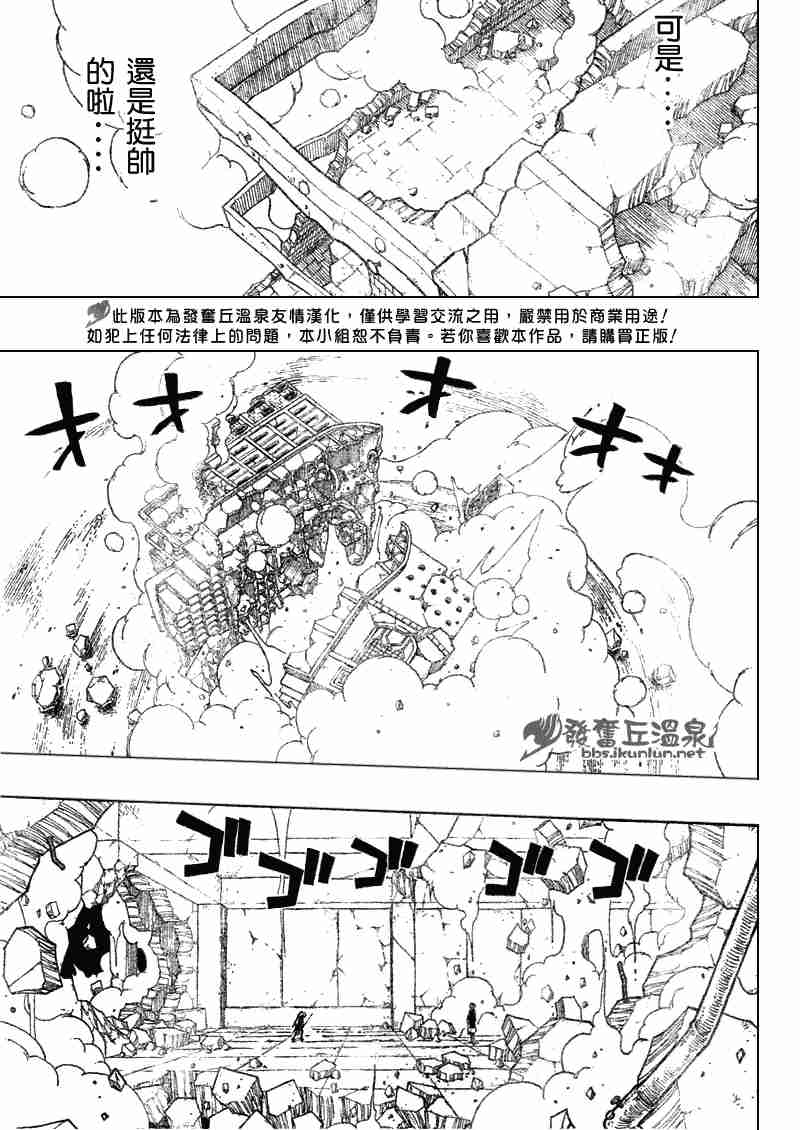 可是‥‥
還是挺帥
的啦‥‥
此版本為發奮丘溫泉友情漢化，僅供學習交流之用，嚴禁用於商業用途！
如犯上任何法律上的問題，本小組恕不負責。若你喜歡本作品，請購買正版！
オオオオオ
發奮丘溫泉
bbs.ikunlun.net
ゴゴゴゴゴ